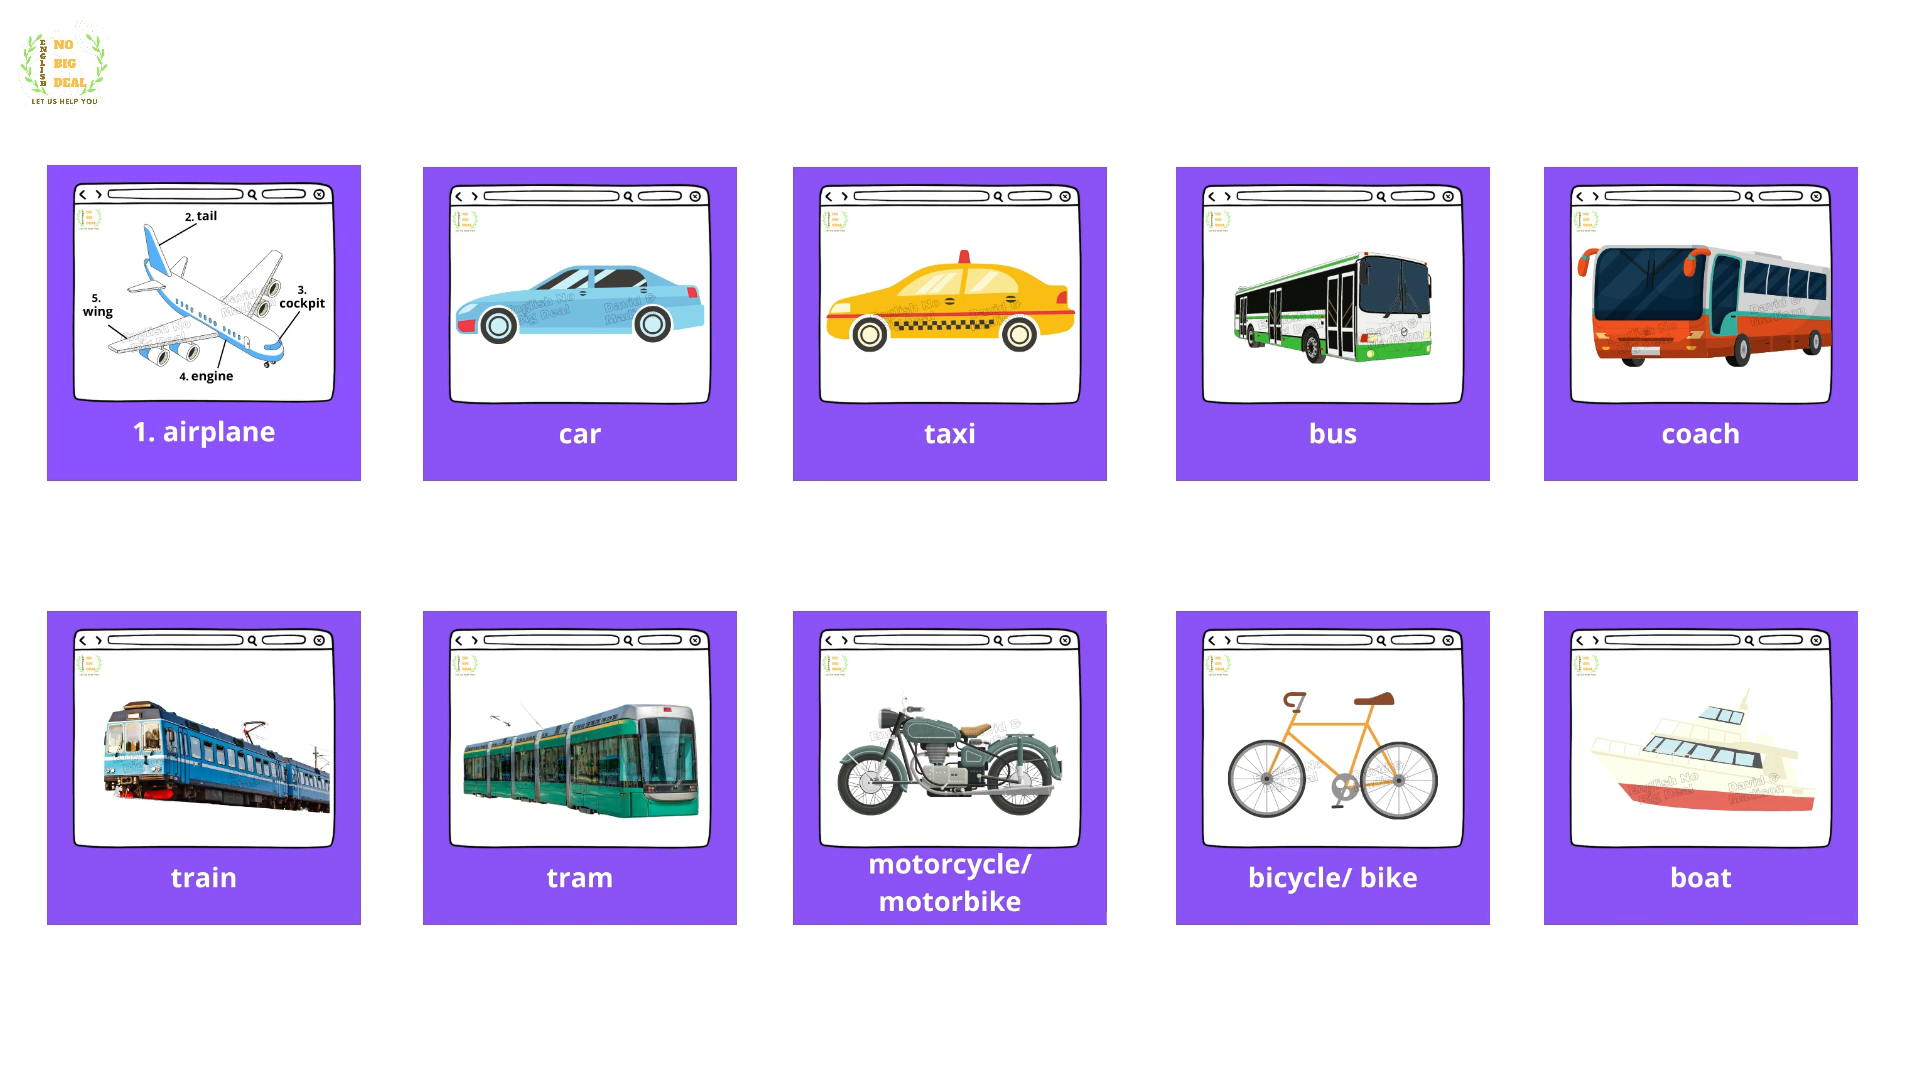 ENGLISH
NO
BIG
DEAL
LET US HELP YOU
2. tail
3.
cockpit
5.
wing
4. engine
1. airplane
car
taxi
bus
coach
train
tram
motorcycle/
motorbike
bicycle/ bike
boat